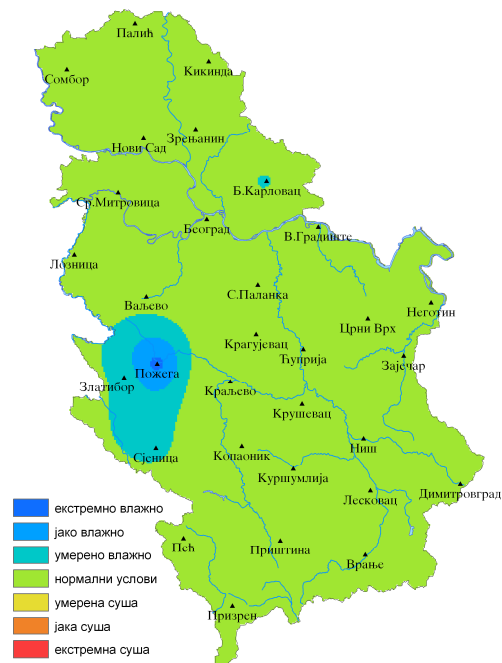 Палић
Сомбор
Кикинда
Нови Сад
Зрењанин
Б.Карловац
Ср.Митровица
Београд
В.Градиште
Лозница
Ваљево
С.Паланка
Неготин
Црни Врх
Крагујевац
Ћуприја
Зајечар
Пожега
Златибор
Краљево
Крушевац
Ниш
Сјеница
Копаоник
Куршумлија
Лесковац
Димитровград
Пећ
Приштина
Врање
Призрен
екстремно влажно
јако влажно
умерено влажно
нормални услови
умерена суша
јака суша
екстремна суша